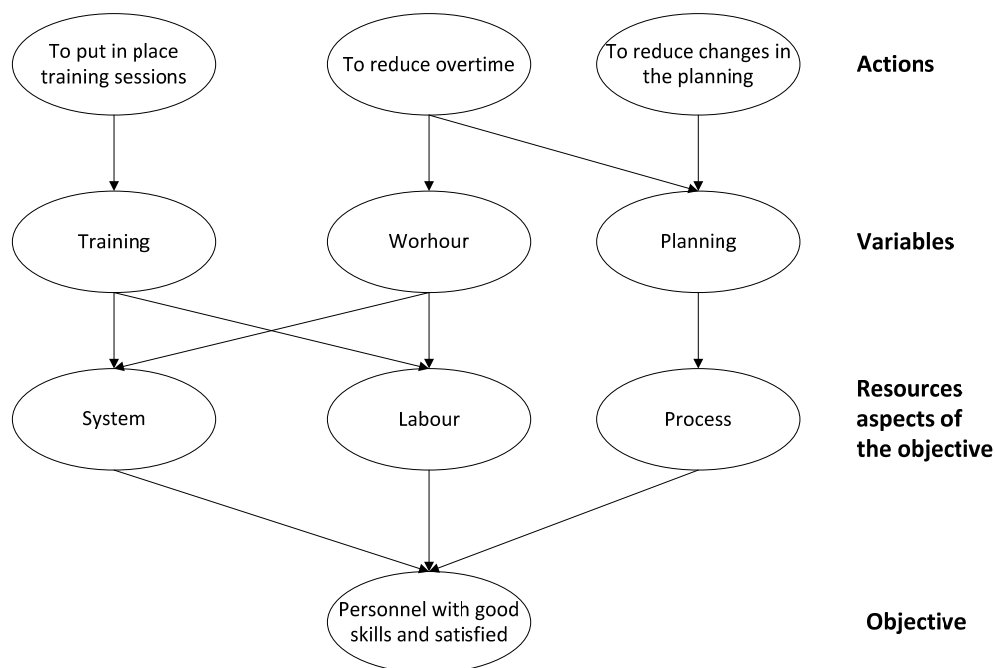 To put in place
training sessions
To reduce overtime
To reduce changes in
the planning
Actions
Training
Worhour
Planning
Variables
System
Labour
Process
Resources
aspects of
the objective
Personnel with good
skills and satisfied
Objective